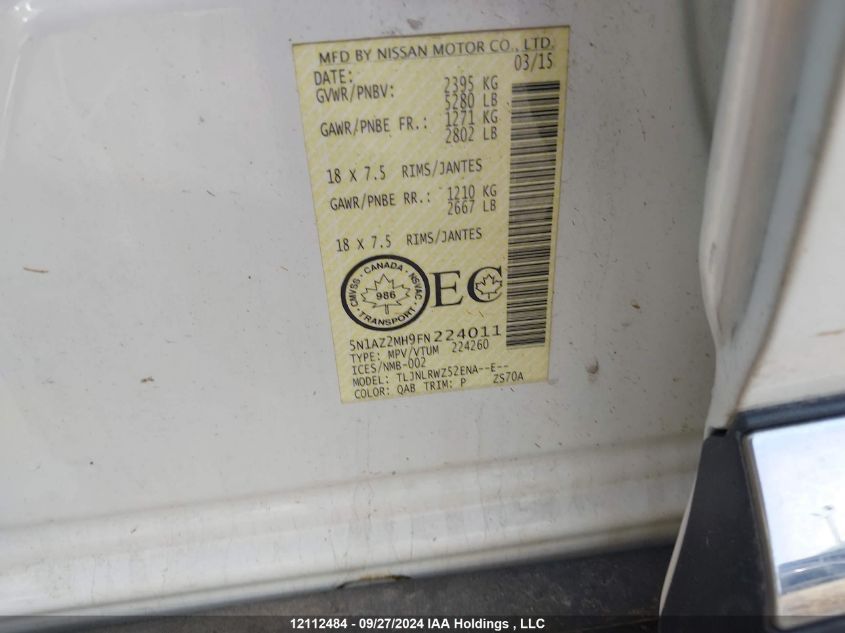 MFD BY NISSAN MOTOR CO., LTD.
DATE: 03/15
GVWR/PNBV: 2395 KG
5280 LB
GAWR/PNBE FR.: 1271 KG
2802 LB
18 X 7.5 RIMS/JANTES
GAWR/PNBE RR.: 1210 KG
2667 LB
18 X 7.5 RIMS/JANTES
CMVSS · CANADA · NSVAC
986
· TRANSPORT ·
EC
5N1AZ2MH9FN224011
TYPE: MPV/VTUM 224260
ICES/NMB-002
MODEL: TLJNLRWZ52ENA--E--
COLOR: QAB TRIM: P ZS70A
12112484 - 09/27/2024 IAA Holdings , LLC